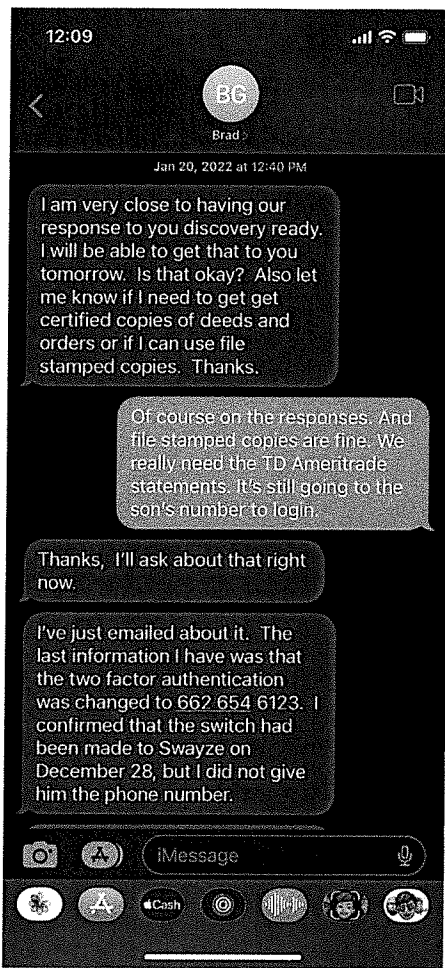 12:09
BG
Brad
Jan 20, 2022 at 12:40 PM
I am very close to having our
response to you discovery ready.
I will be able to get that to you
tomorrow.  Is that okay?  Also let
me know if I need to get get
certified copies of deeds and
orders or if I can use file
stamped copies.  Thanks.
Of course on the responses. And
file stamped copies are fine. We
really need the TD Ameritrade
statements. It's still going to the
son's number to login.
Thanks,  I'll ask about that right
now.
I've just emailed about it.  The
last information I have was that
the two factor authentication
was changed to 662 654 6123.  I
confirmed that the switch had
been made to Swayze on
December 28, but I did not give
him the phone number.
iMessage
Cash